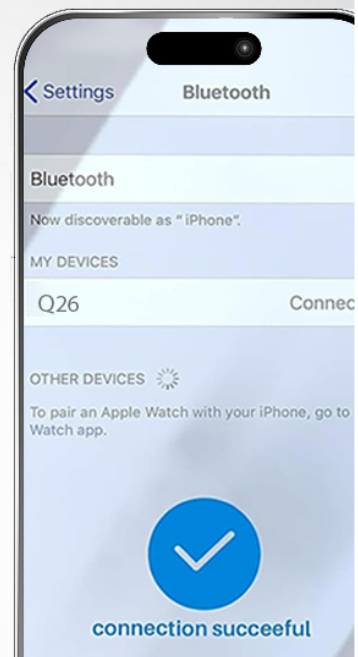 Settings Bluetooth
Bluetooth
Now discoverable as “ iPhone”.
MY DEVICES
Q26 Connec
OTHER DEVICES
To pair an Apple Watch with your iPhone, go to
Watch app.
connection succeeful